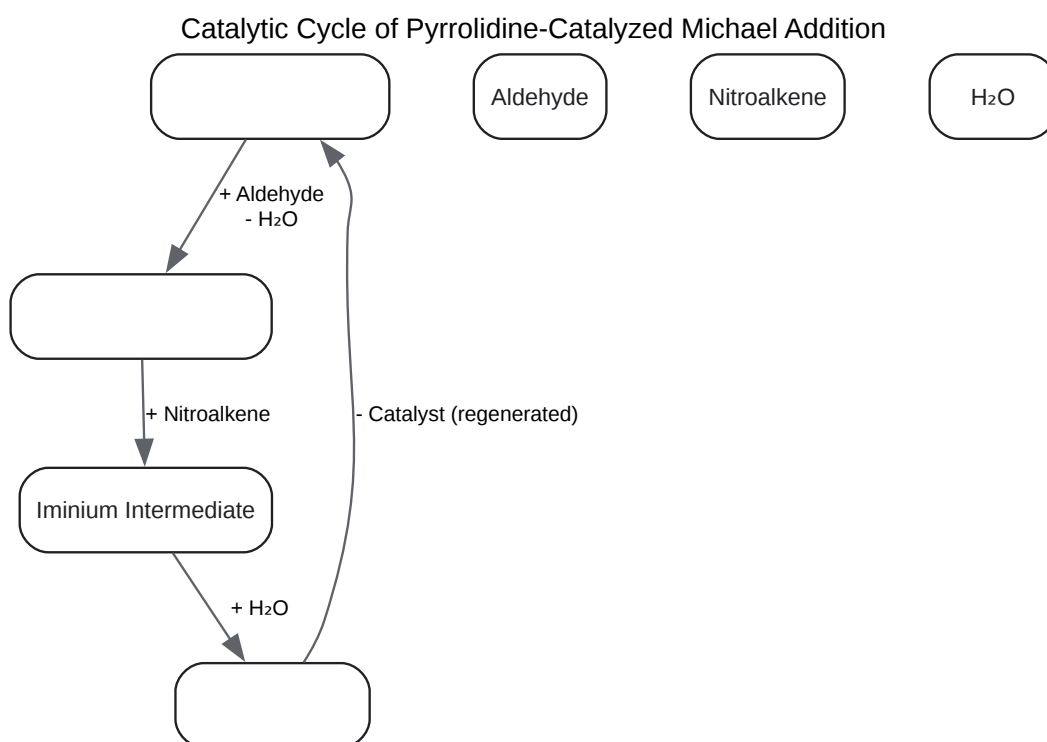 Catalytic Cycle of Pyrrolidine-Catalyzed Michael Addition
Aldehyde
Nitroalkene
H₂O
+ Aldehyde
- H₂O
+ Nitroalkene
- Catalyst (regenerated)
Iminium Intermediate
+ H₂O